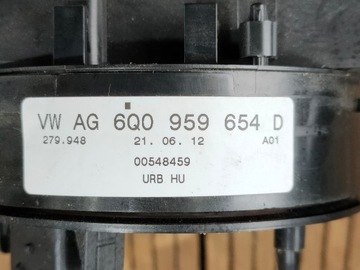 VW AG 6Q0 959 654 D
279.948 21. 06. 12 A01
00548459
URB HU